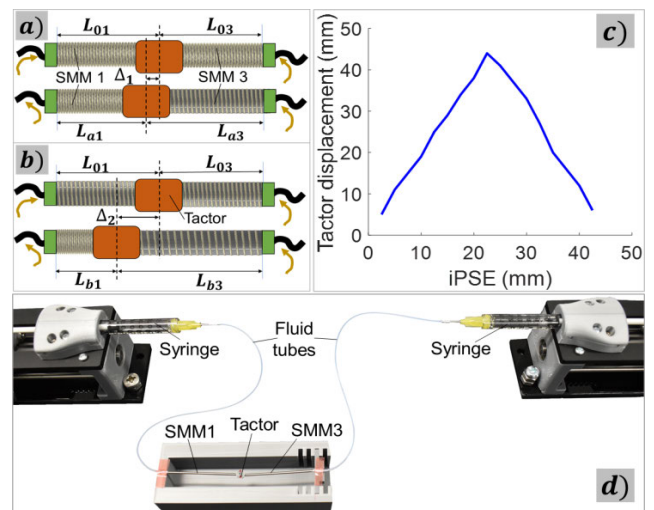 a)
L01 L03
SMM 1 Δ1 SMM 3
La1 La3
b)
L01 L03
Δ2 Tactor
Lb1 Lb3
c)
Tactor displacement (mm)
50
40
30
20
10
0
0 10 20 30 40 50
iPSE (mm)
Syringe Fluid tubes Syringe
SMM1 Tactor SMM3
d)